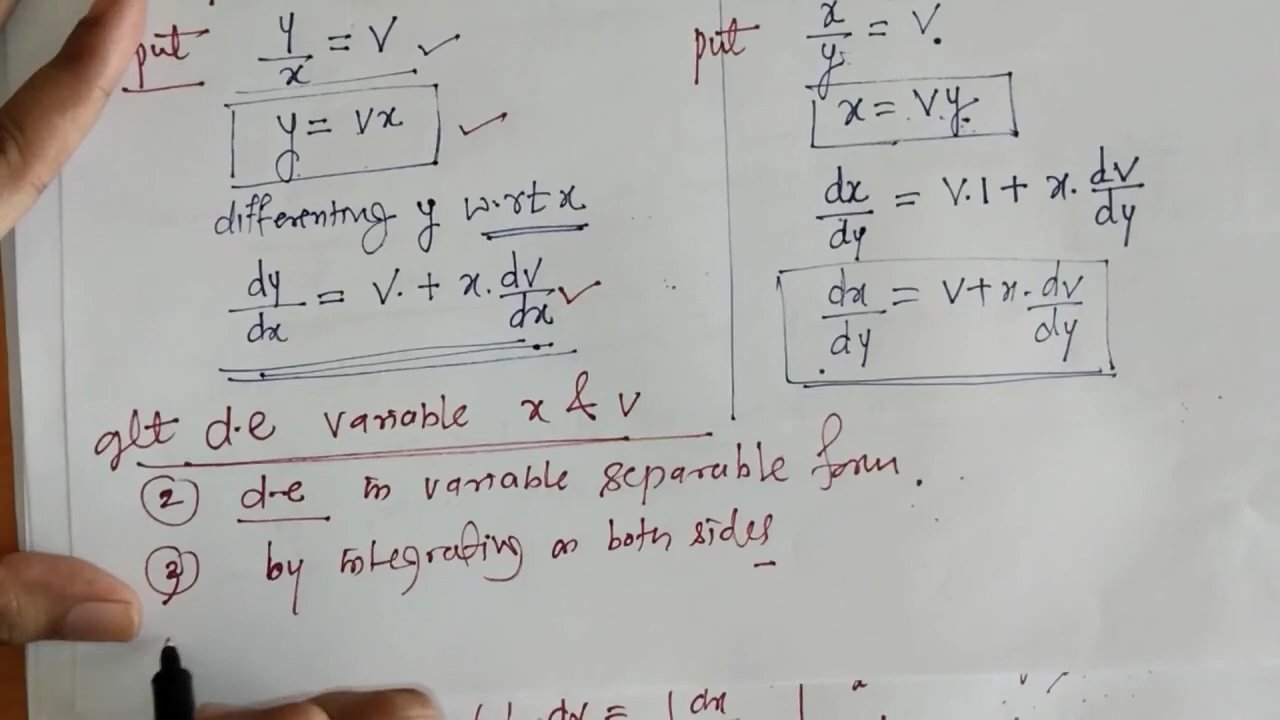 put y/x = V ✓
y = Vx ✓
differenting y w.rt x
dy/dx = V. + x. dv/dx ✓
put x/y = V.
x = V.y
dx/dy = V.1 + x. dv/dy
dx/dy = V + x. dv/dy
get d.e variable x & v
② d-e in variable separable form.
③ by integrating on both sides